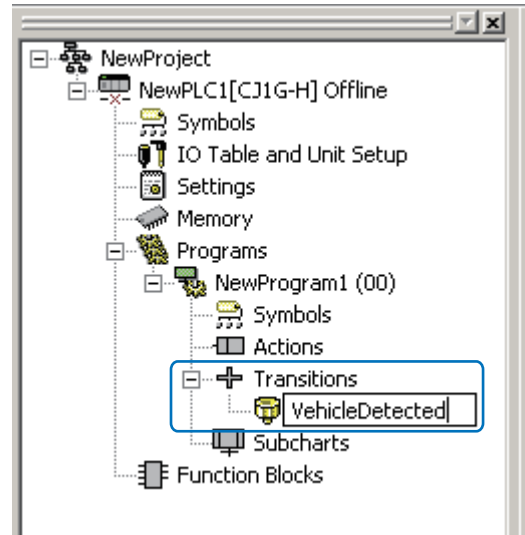 NewProject
NewPLC1[CJ1G-H] Offline
Symbols
IO Table and Unit Setup
Settings
Memory
Programs
NewProgram1 (00)
Symbols
Actions
Transitions
VehicleDetected
Subcharts
Function Blocks